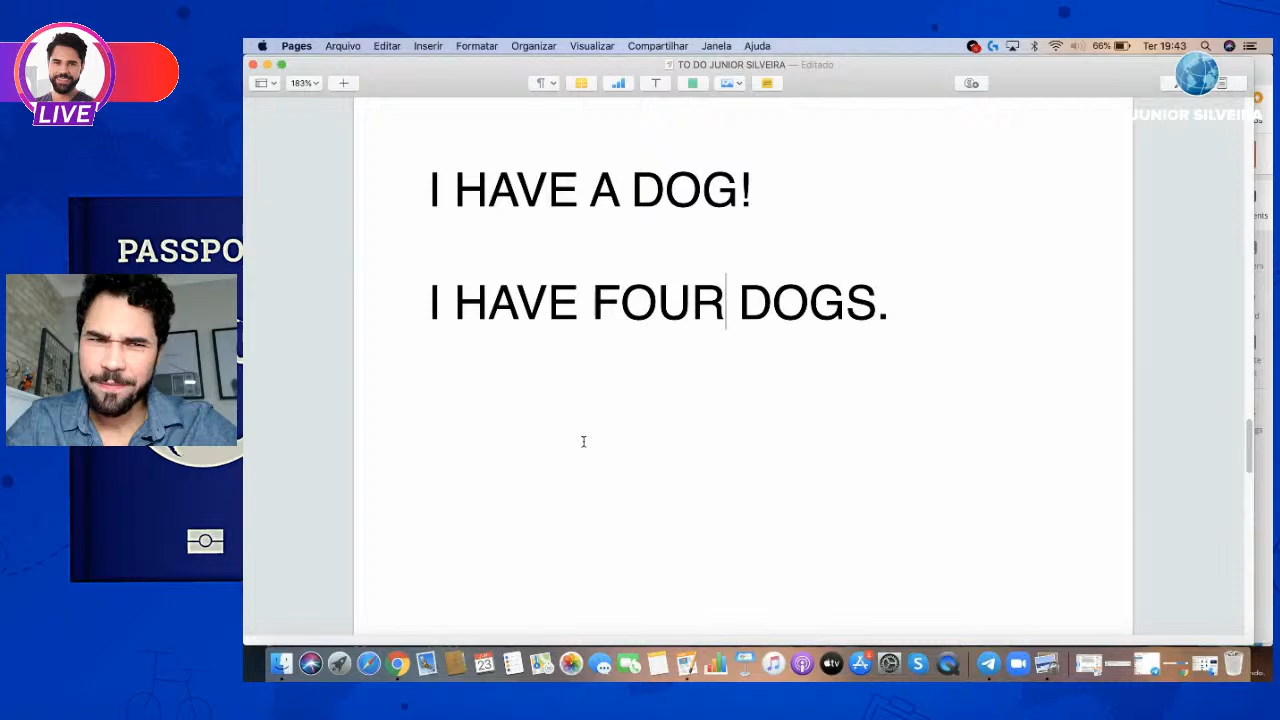 LIVE
PASSPO
Pages Arquivo Editar Inserir Formatar Organizar Visualizar Compartilhar Janela Ajuda 66% Ter 19:43
TO DO JUNIOR SILVEIRA — Editado
183%
JUNIOR SILVEIRA
I HAVE A DOG!
I HAVE FOUR DOGS.
23